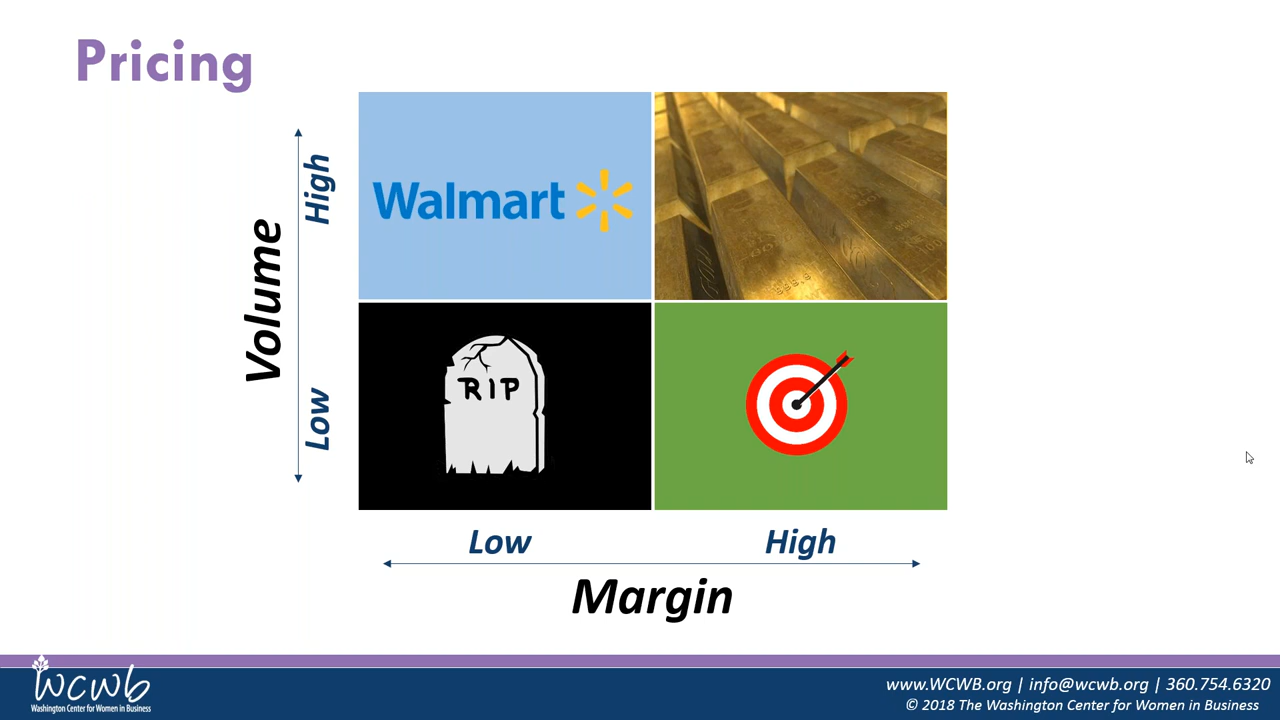 Pricing
Walmart
High
Volume
RIP
Low
Low High
Margin
wcwb
Washington Center for Women in Business
www.WCWB.org | info@wcwb.org | 360.754.6320
© 2018 The Washington Center for Women in Business